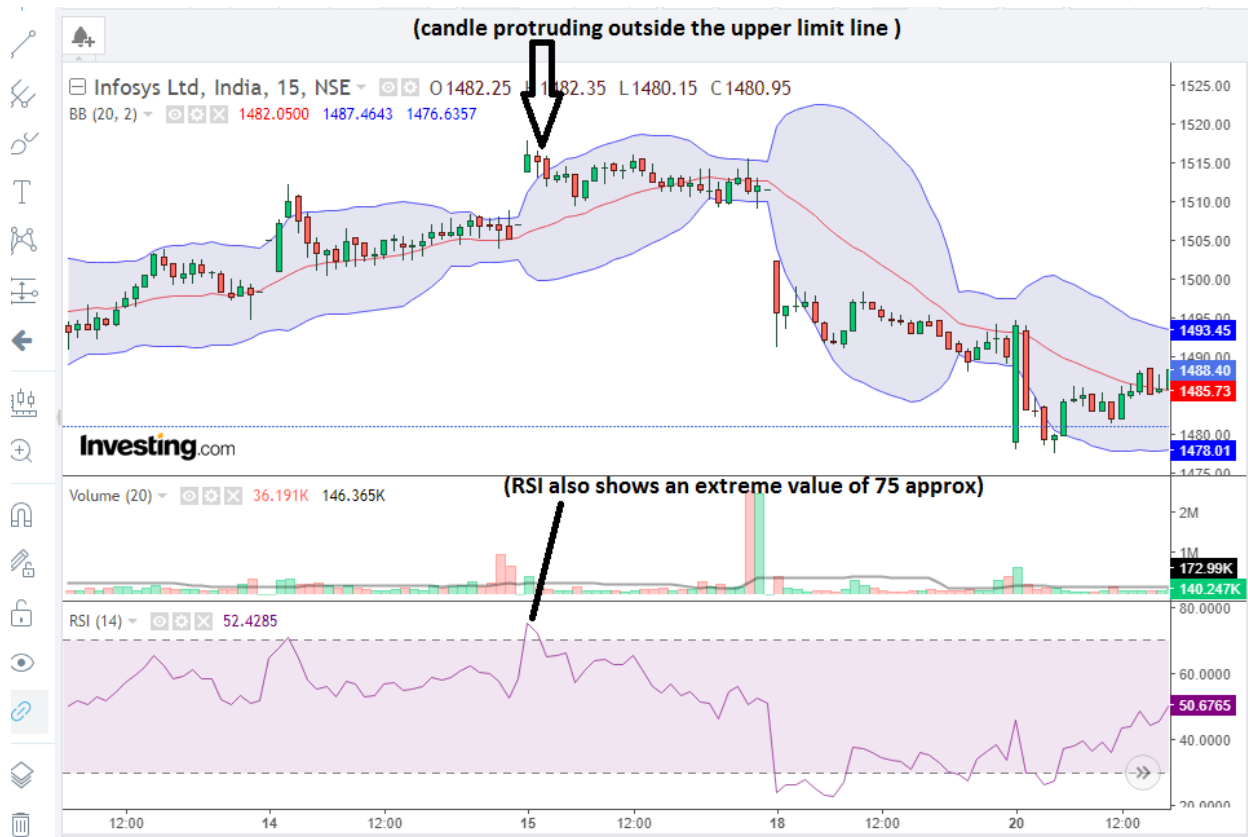 (candle protruding outside the upper limit line )
Infosys Ltd, India, 15, NSE O1482.25 H1482.35 L1480.15 C1480.95
BB (20, 2) 1482.0500 1487.4643 1476.6357
1525.00
1520.00
1515.00
1510.00
1505.00
1500.00
1495.00
1493.45
1490.00
1488.40
1485.73
1480.00
1478.01
1475.00
Investing.com
Volume (20) 36.191K 146.365K
(RSI also shows an extreme value of 75 approx)
2M
1M
172.99K
140.247K
RSI (14) 52.4285
80.0000
60.0000
50.6765
40.0000
20.0000
12:00 14 12:00 15 12:00 18 12:00 20 12:00